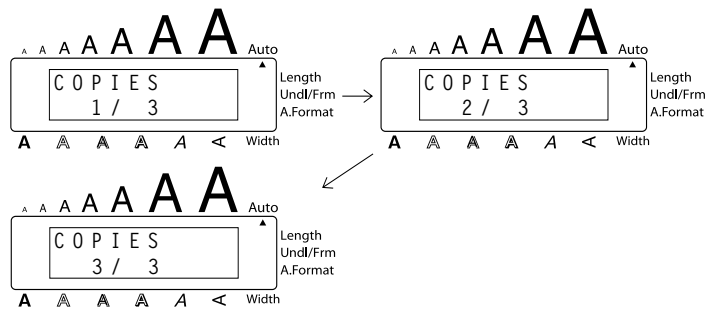 A A A A A A A Auto
COPIES
1/ 3
Length
Undl/Frm
A.Format
A A A A A A Width
A A A A A A A Auto
COPIES
2/ 3
Length
Undl/Frm
A.Format
A A A A A A Width
A A A A A A A Auto
COPIES
3/ 3
Length
Undl/Frm
A.Format
A A A A A A Width